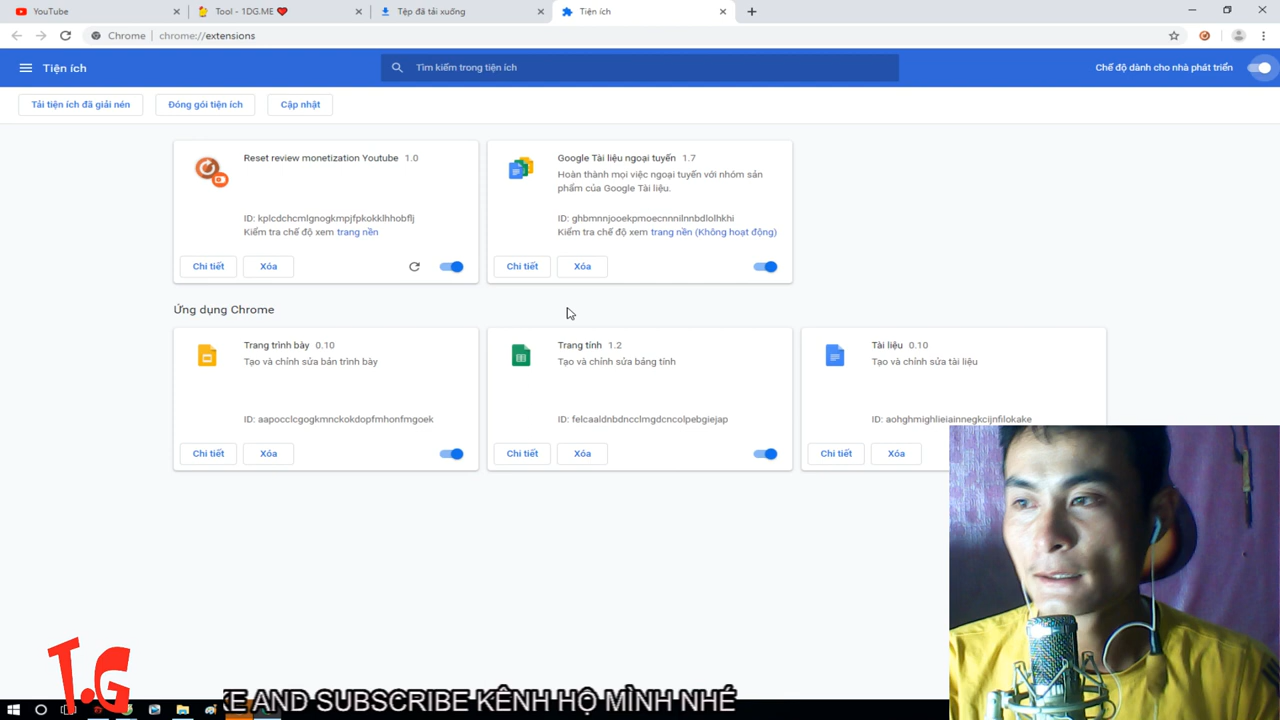 YouTube
Tool - 1DG.ME ❤
Tệp đã tải xuống
Tiện ích
Chrome | chrome://extensions
Tiện ích
Tìm kiếm trong tiện ích
Chế độ dành cho nhà phát triển
Tải tiện ích đã giải nén
Đóng gói tiện ích
Cập nhật
Reset review monetization Youtube 1.0
ID: kplcdchcmlgnogkmpjfpkokklhhobflj
Kiểm tra chế độ xem trang nền
Chi tiết
Xóa
Google Tài liệu ngoại tuyến 1.7
Hoàn thành mọi việc ngoại tuyến với nhóm sản
phẩm của Google Tài liệu.
ID: ghbmnnjooekpmoecnnnilnnbdlolhkhi
Kiểm tra chế độ xem trang nền (Không hoạt động)
Chi tiết
Xóa
Ứng dụng Chrome
Trang trình bày 0.10
Tạo và chỉnh sửa bản trình bày
ID: aapocclcgogkmnckokdopfmhonfmgoek
Chi tiết
Xóa
Trang tính 1.2
Tạo và chỉnh sửa bảng tính
ID: felcaaldnbdncclmgdcncolpebgiejap
Chi tiết
Xóa
Tài liệu 0.10
Tạo và chỉnh sửa tài liệu
ID: aohghmighlieiainnegkcijnfilokake
Chi tiết
Xóa
T.G
KE AND SUBSCRIBE KÊNH HỘ MÌNH NHÉ